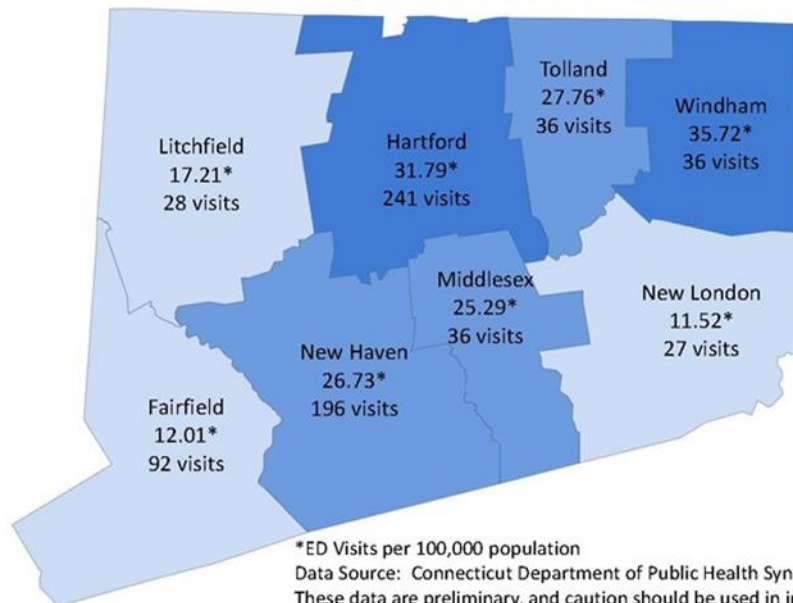 Tolland
27.76*
36 visits
Windham
35.72*
36 visits
Hartford
31.79*
241 visits
Litchfield
17.21*
28 visits
Middlesex
25.29*
36 visits
New London
11.52*
27 visits
New Haven
26.73*
196 visits
Fairfield
12.01*
92 visits
*ED Visits per 100,000 population
Data Source: Connecticut Department of Public Health Syn
These data are preliminary, and caution should be used in